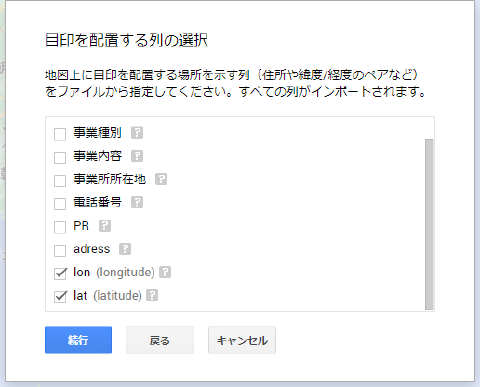 目印を配置する列の選択
地図上に目印を配置する場所を示す列（住所や緯度/経度のペアなど）
をファイルから指定してください。すべての列がインポートされます。
事業種別 ?
事業内容 ?
事業所所在地 ?
電話番号 ?
PR ?
adress ?
lon (longitude) ?
lat (latitude) ?
続行 戻る キャンセル